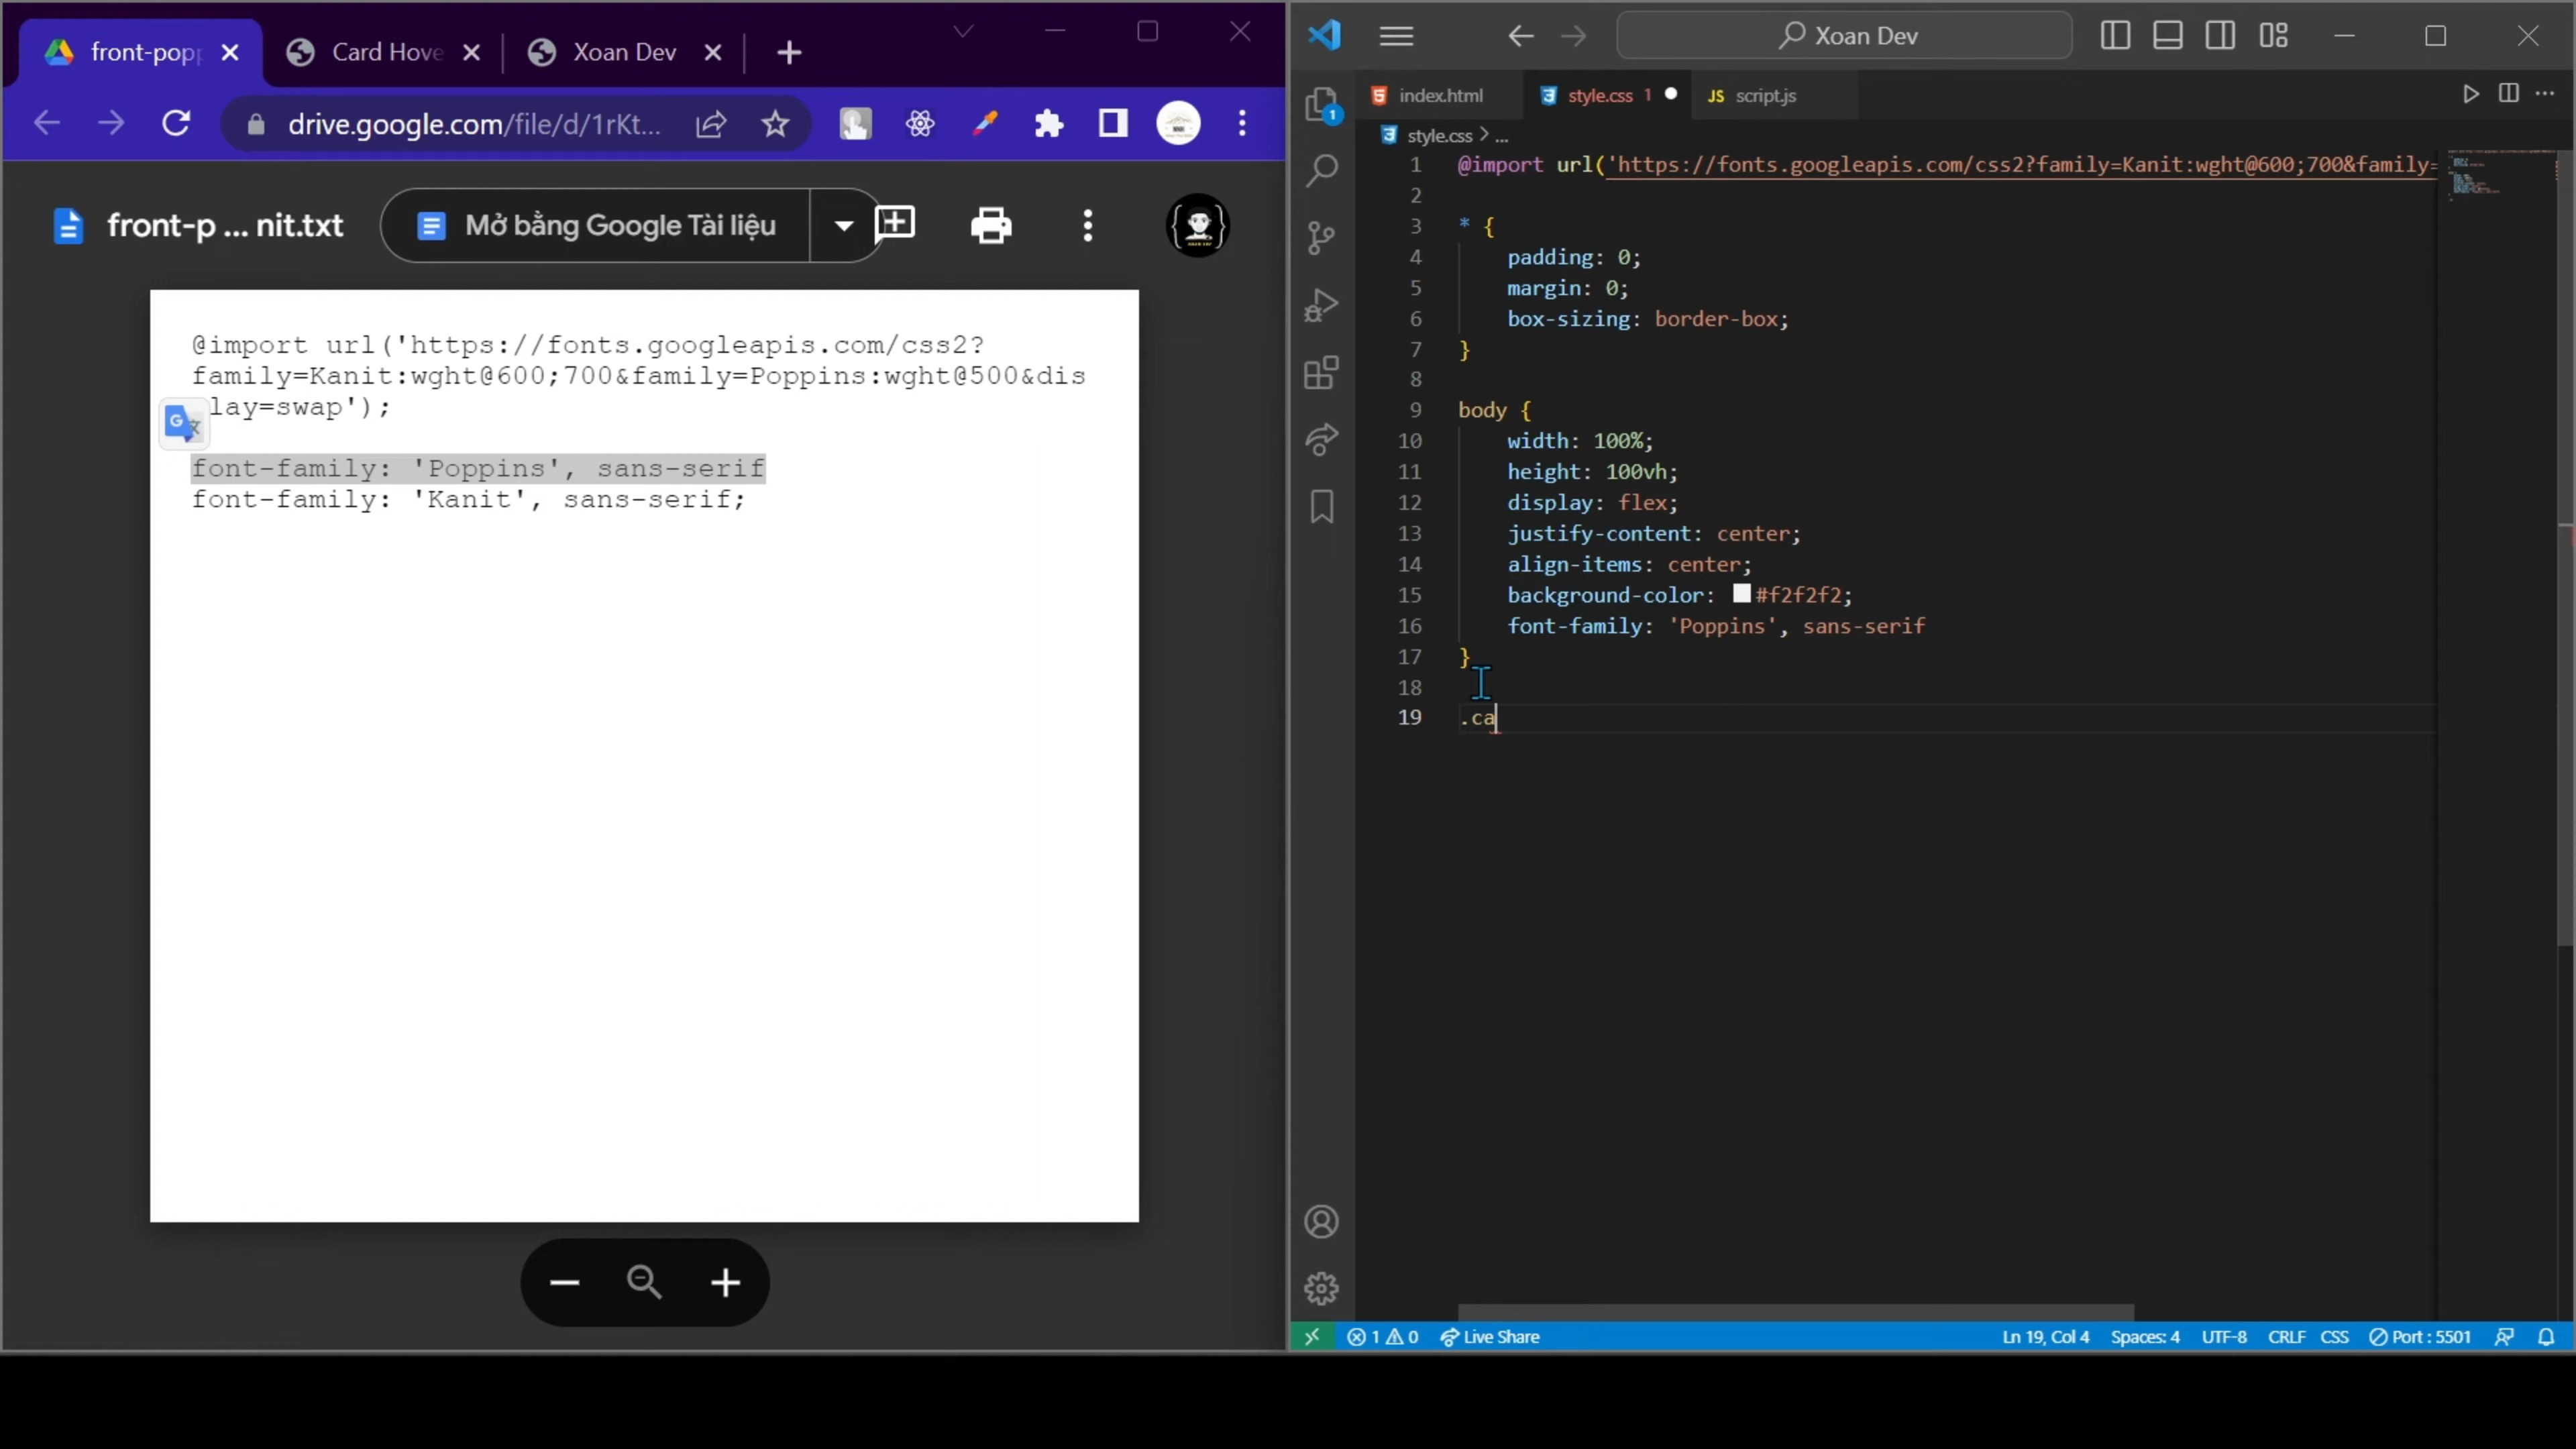 front-popp
Card Hove
Xoan Dev
drive.google.com/file/d/1rKt...
front-p ... nit.txt
Mở bằng Google Tài liệu
@import url('https://fonts.googleapis.com/css2?
family=Kanit:wght@600;700&family=Poppins:wght@500&dis
lay=swap');
font-family: 'Poppins', sans-serif
font-family: 'Kanit', sans-serif;
Xoan Dev
index.html
style.css 1
JS script.js
style.css > ...
1 @import url('https://fonts.googleapis.com/css2?family=Kanit:wght@600;700&family=
2
3 * {
4 padding: 0;
5 margin: 0;
6 box-sizing: border-box;
7 }
8
9 body {
10 width: 100%;
11 height: 100vh;
12 display: flex;
13 justify-content: center;
14 align-items: center;
15 background-color: #f2f2f2;
16 font-family: 'Poppins', sans-serif
17 }
18
19 .ca
1
1 0 Live Share
Ln 19, Col 4 Spaces: 4 UTF-8 CRLF CSS Port : 5501